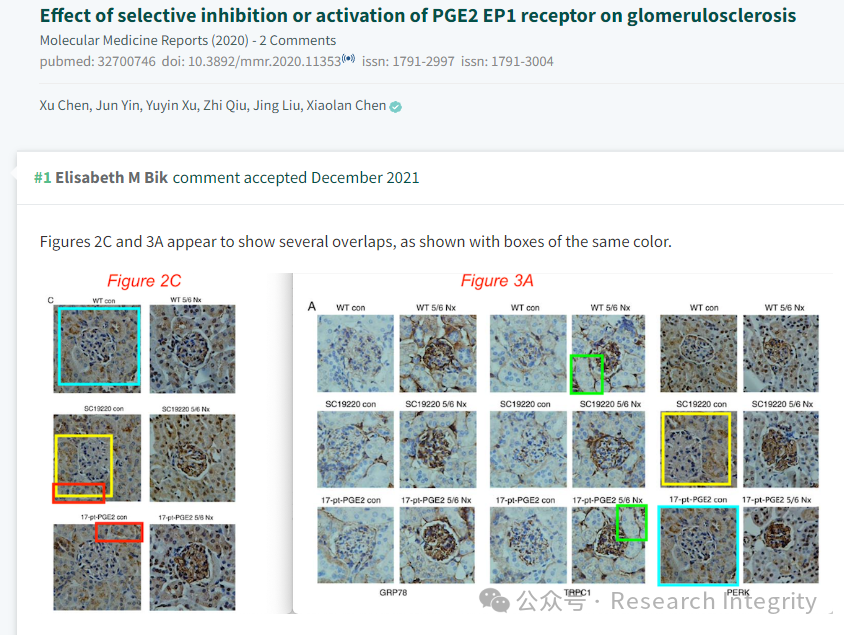 Effect of selective inhibition or activation of PGE2 EP1 receptor on glomerulosclerosis
Molecular Medicine Reports (2020) - 2 Comments
pubmed: 32700746 doi: 10.3892/mmr.2020.11353 issn: 1791-2997 issn: 1791-3004
Xu Chen, Jun Yin, Yuyin Xu, Zhi Qiu, Jing Liu, Xiaolan Chen
#1 Elisabeth M Bik comment accepted December 2021
Figures 2C and 3A appear to show several overlaps, as shown with boxes of the same color.
Figure 2C
C
WT con WT 5/6 Nx
SC19220 con SC19220 5/6 Nx
17-pt-PGE2 con 17-pt-PGE2 5/6 Nx
Figure 3A
A
WT con WT 5/6 Nx WT con WT 5/6 Nx WT con WT 5/6 Nx
SC19220 con SC19220 5/6 Nx SC19220 con SC19220 5/6 Nx SC19220 con SC19220 5/6 Nx
17-pt-PGE2 con 17-pt-PGE2 5/6 Nx 17-pt-PGE2 con 17-pt-PGE2 5/6 Nx 17-pt-PGE2 con 17-pt-PGE2 5/6 Nx
GRP78 TRPC1 PERK
公众号 · Research Integrity